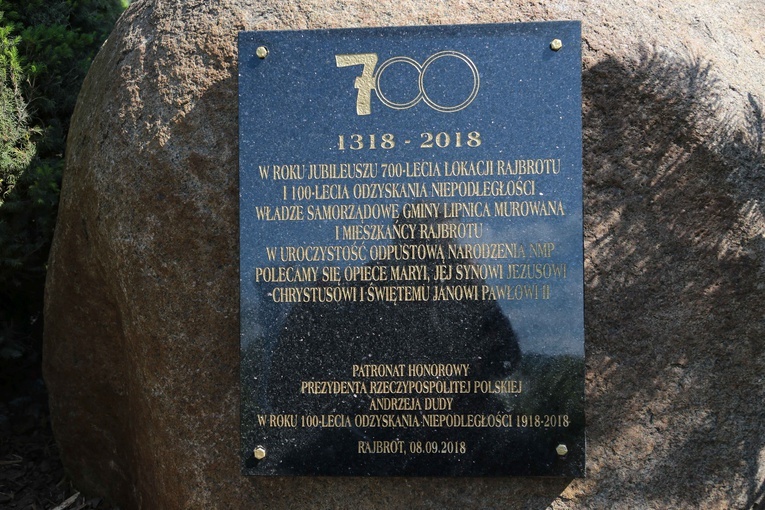 700
1318 - 2018
W ROKU JUBILEUSZU 700-LECIA LOKACJI RAJBROTU
I 100-LECIA ODZYSKANIA NIEPODLEGŁOŚCI
WŁADZE SAMORZĄDOWE GMINY LIPNICA MUROWANA
I MIESZKAŃCY RAJBROTU
W UROCZYSTOŚĆ ODPUSTOWĄ NARODZENIA NMP
POLECAMY SIĘ OPIECE MARYI, JEJ SYNOWI JEZUSOWI
CHRYSTUSOWI I ŚWIĘTEMU JANOWI PAWŁOWI II
PATRONAT HONOROWY
PREZYDENTA RZECZYPOSPOLITEJ POLSKIEJ
ANDRZEJA DUDY
W ROKU 100-LECIA ODZYSKANIA NIEPODLEGŁOŚCI 1918-2018
RAJBROT, 08.09.2018